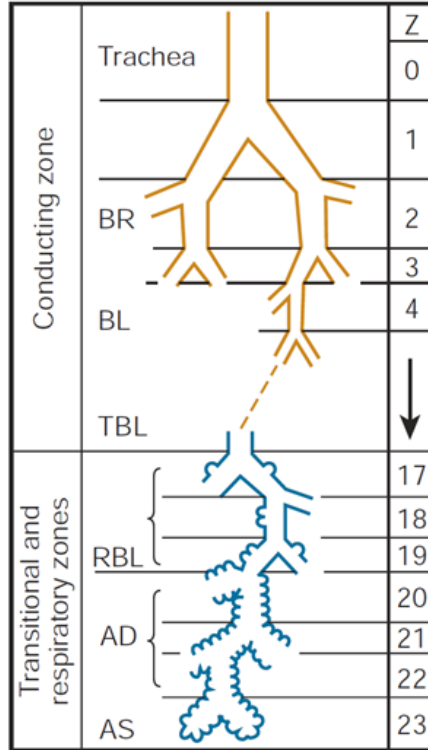 Z
Trachea
0
1
BR
2
3
BL
4
TBL
17
18
RBL
19
20
AD
21
22
AS
23
Conducting zone
Transitional and
respiratory zones